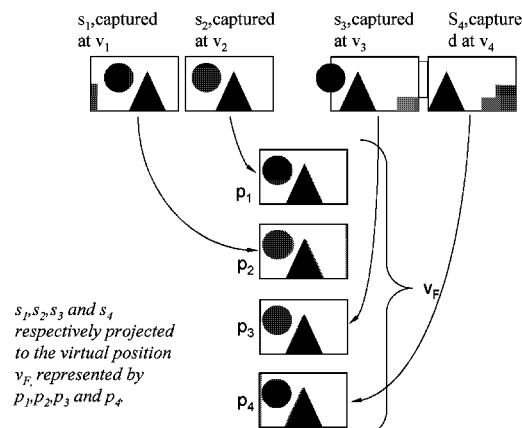 s1,captured at v1
s2,captured at v2
s3,captured at v3
S4,capture d at v4
p1
p2
vF
s1,s2,s3 and s4
respectively projected
to the virtual position
vF, represented by
p1,p2,p3 and p4.
p3
p4